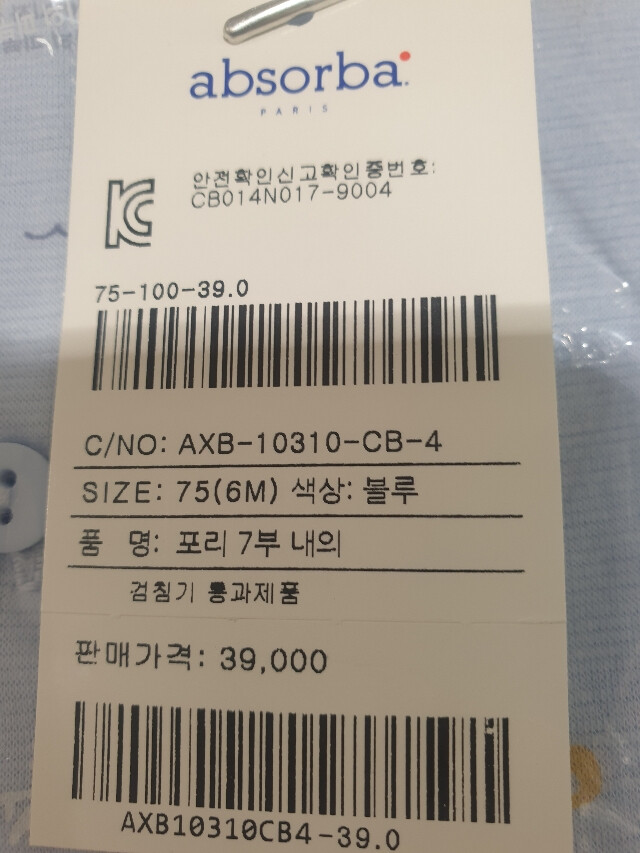 absorba.
PARIS
안전확인신고확인증번호:
CB014N017-9004
75-100-39.0
C/NO: AXB-10310-CB-4
SIZE: 75(6M) 색상: 블루
품 명: 포리 7부 내의
검침기 통과제품
판매가격: 39,000
AXB10310CB4-39.0